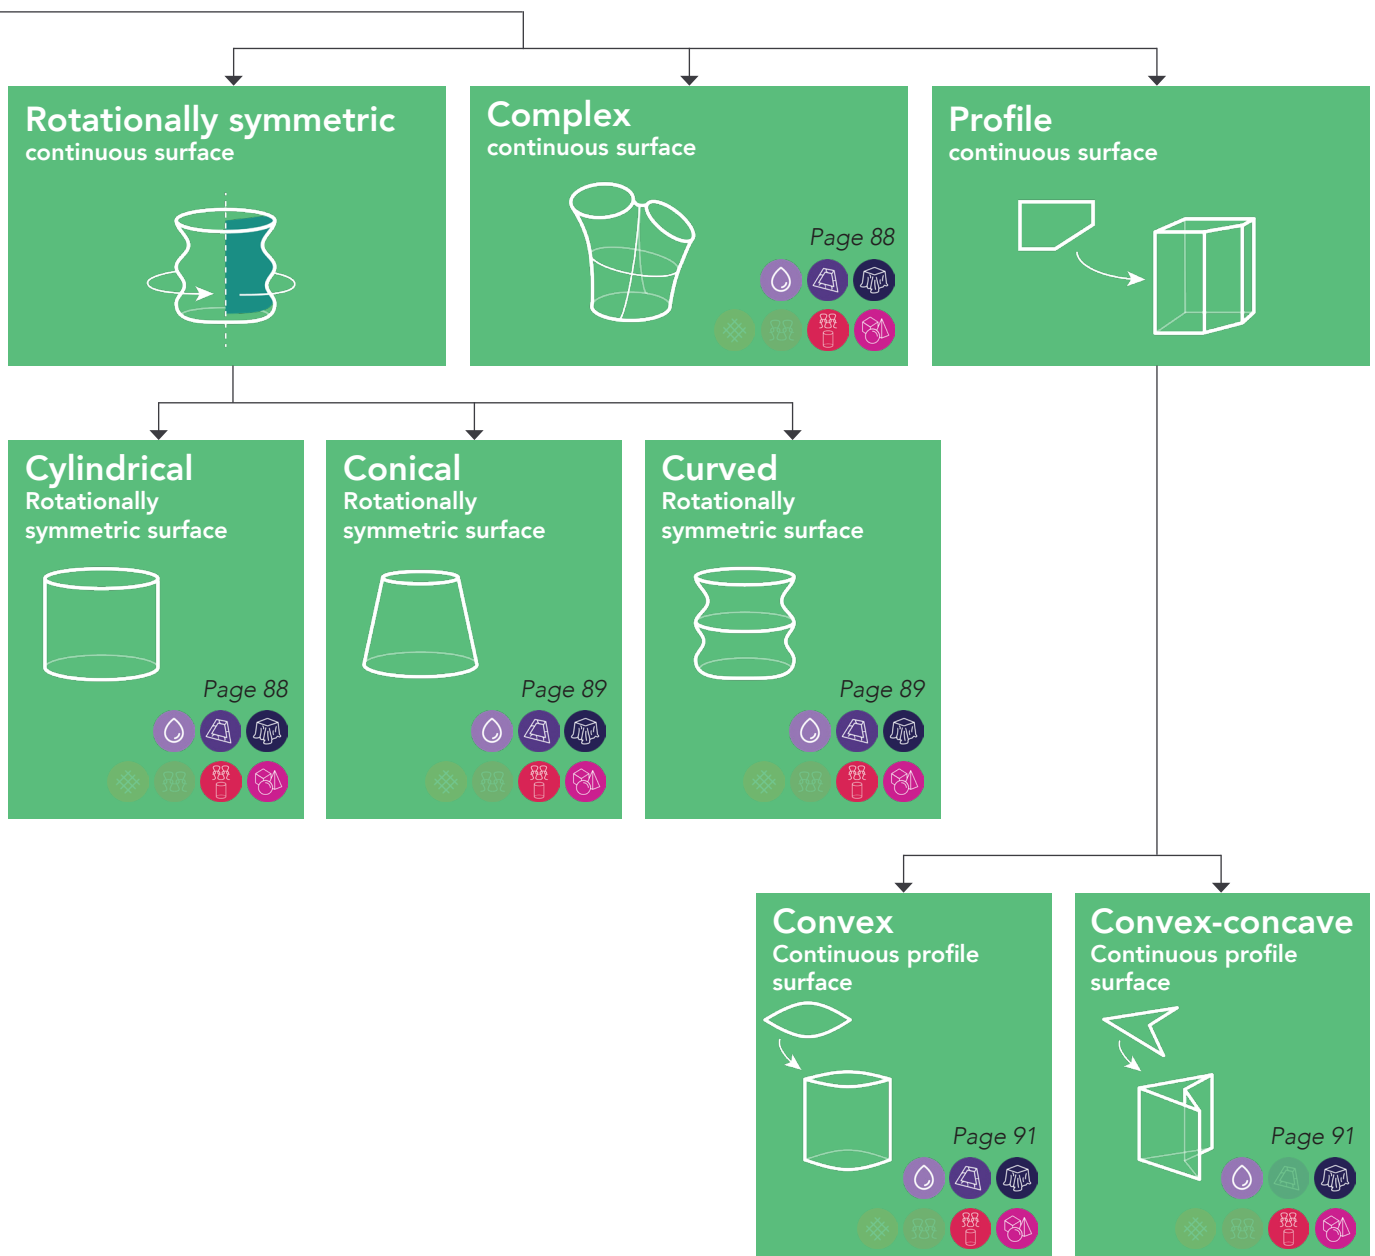 Rotationally symmetric
continuous surface
Complex
continuous surface
Page 88
Profile
continuous surface
Cylindrical
Rotationally
symmetric surface
Page 88
Conical
Rotationally
symmetric surface
Page 89
Curved
Rotationally
symmetric surface
Page 89
Convex
Continuous profile
surface
Page 91
Convex-concave
Continuous profile
surface
Page 91